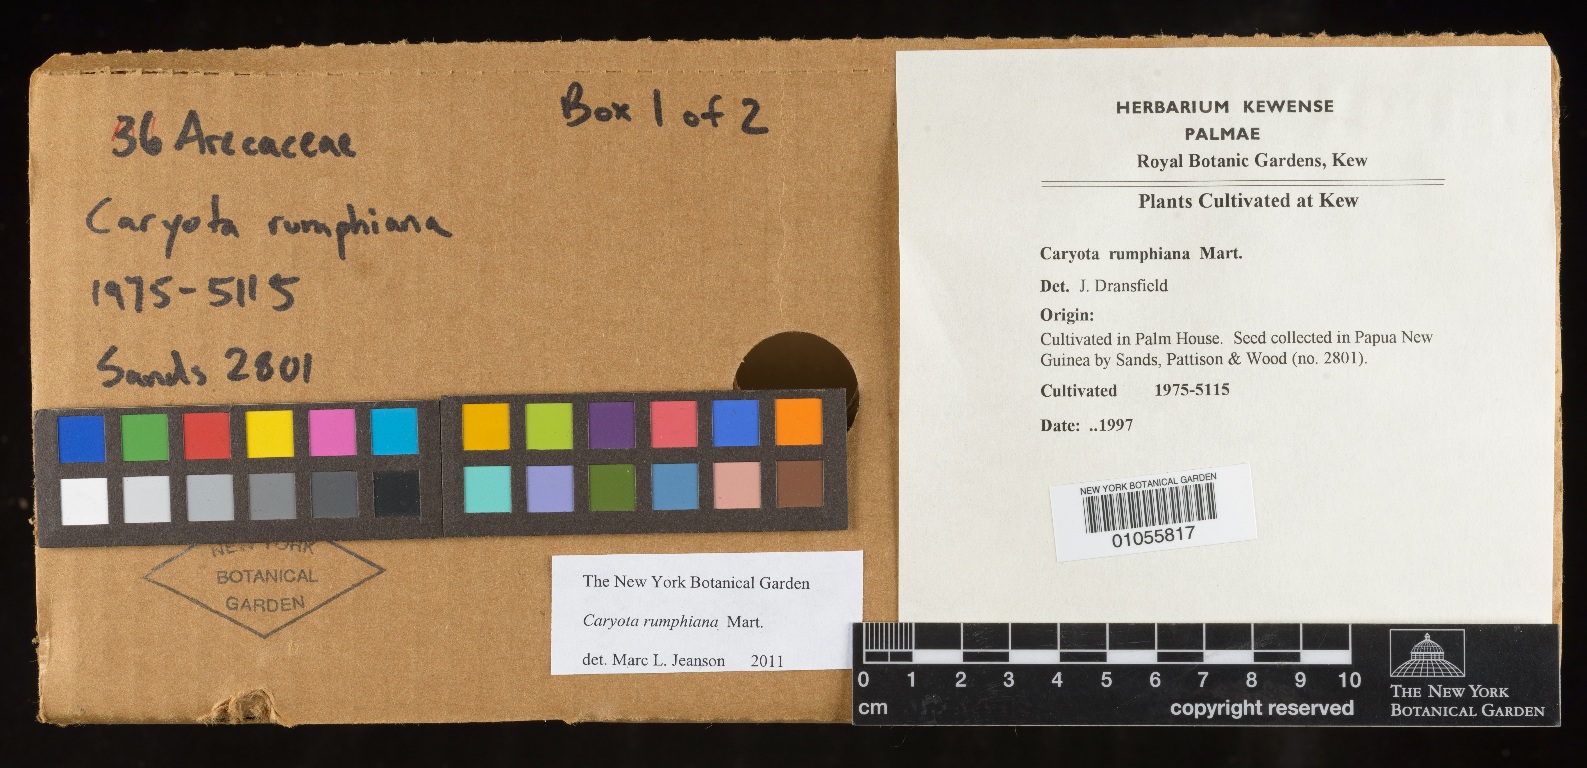 36 Arecaceae
Box 1 of 2
Caryota rumphiana
1975-5115
Sands 2801
NEW YORK
BOTANICAL
GARDEN
The New York Botanical Garden
Caryota rumphiana Mart.
det. Marc L. Jeanson 2011
HERBARIUM KEWENSE
PALMAE
Royal Botanic Gardens, Kew
Plants Cultivated at Kew
Caryota rumphiana Mart.
Det. J. Dransfield
Origin:
Cultivated in Palm House. Seed collected in Papua New
Guinea by Sands, Pattison & Wood (no. 2801).
Cultivated 1975-5115
Date: ..1997
NEW YORK BOTANICAL GARDEN
01055817
0 1 2 3 4 5 6 7 8 9 10
cm copyright reserved
THE NEW YORK
BOTANICAL GARDEN